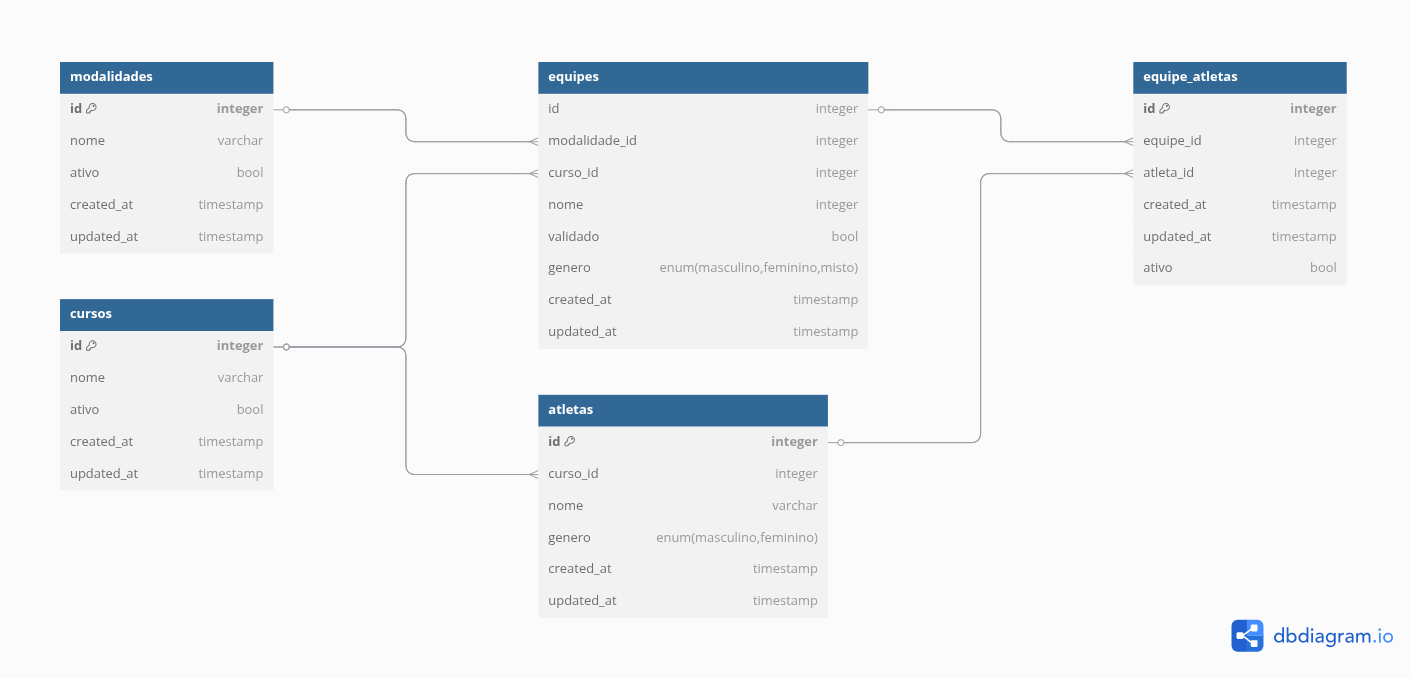 modalidades
id integer
nome varchar
ativo bool
created_at timestamp
updated_at timestamp
cursos
id integer
nome varchar
ativo bool
created_at timestamp
updated_at timestamp
equipes
id integer
modalidade_id integer
curso_id integer
nome integer
validado bool
genero enum(masculino,feminino,misto)
created_at timestamp
updated_at timestamp
atletas
id integer
curso_id integer
nome varchar
genero enum(masculino,feminino)
created_at timestamp
updated_at timestamp
equipe_atletas
id integer
equipe_id integer
atleta_id integer
created_at timestamp
updated_at timestamp
ativo bool
dbdiagram.io